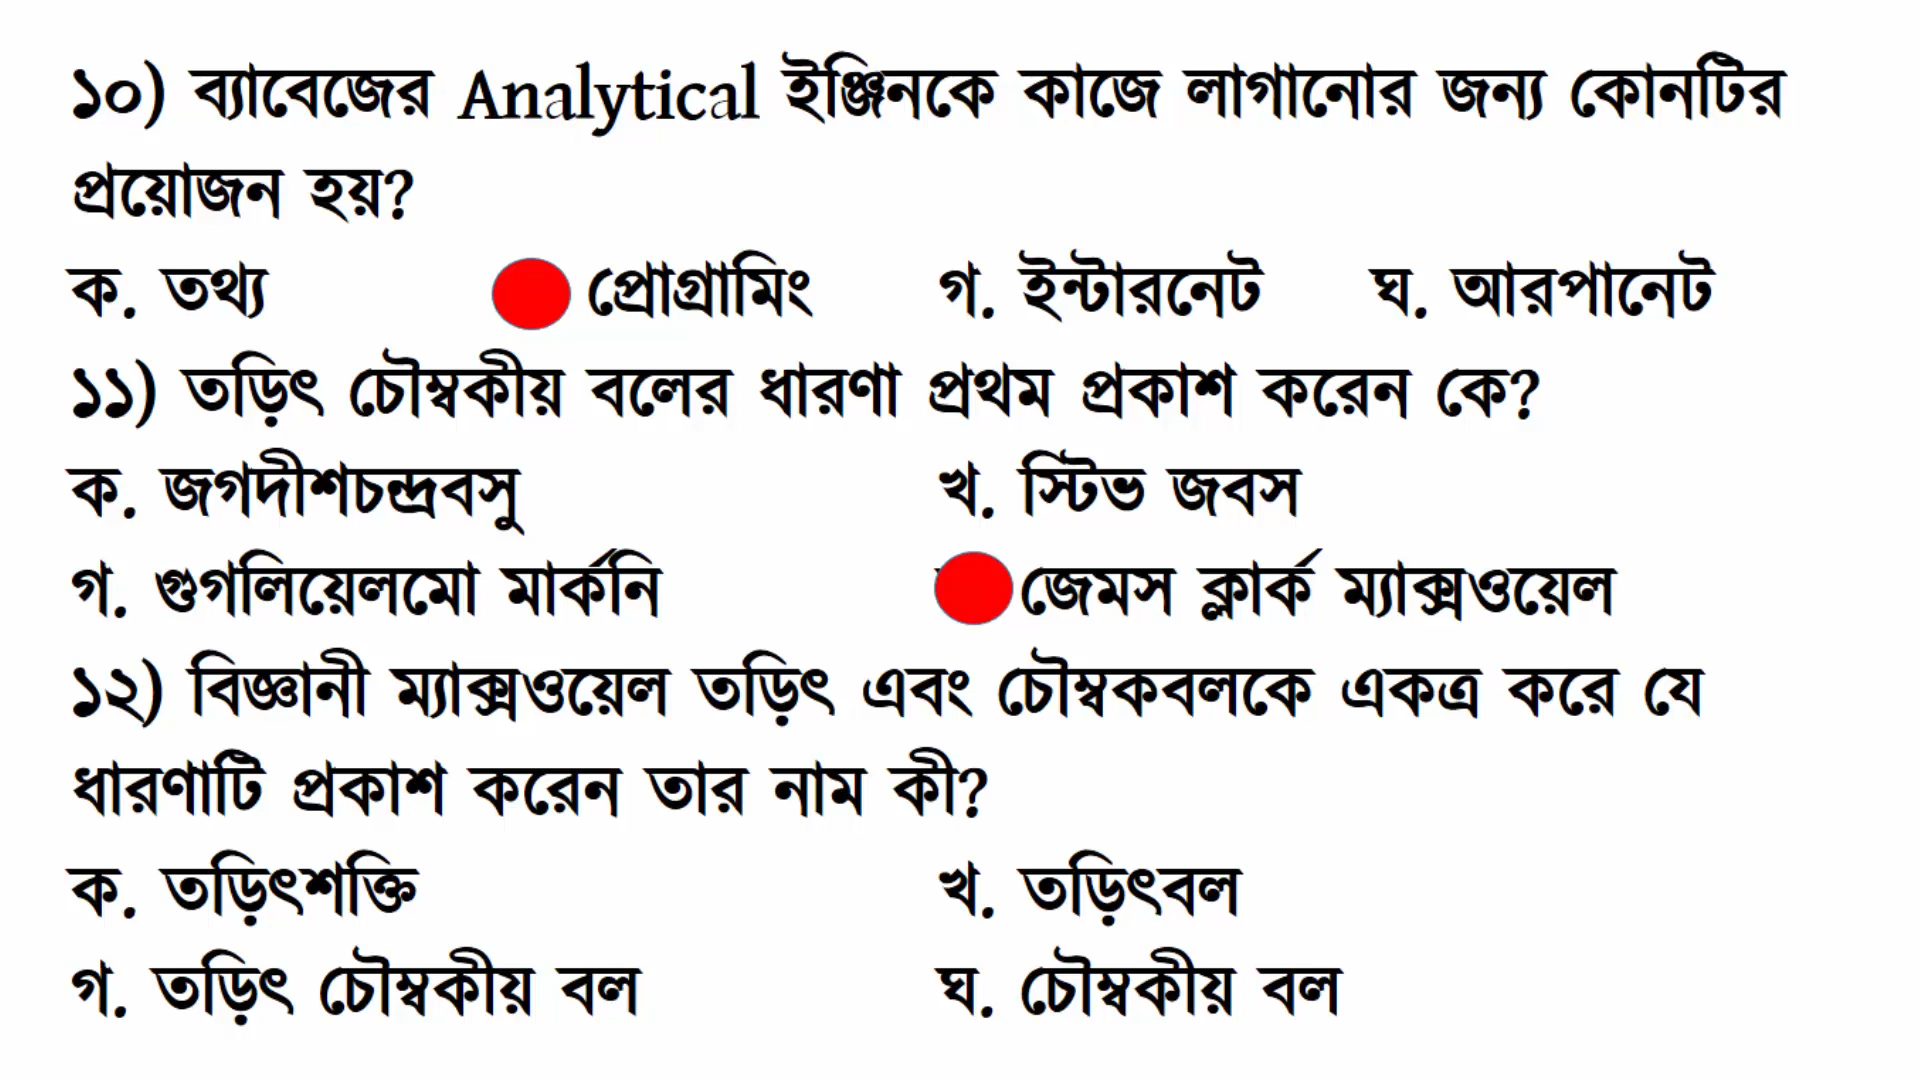 ১০) ব্যাবেজের Analytical ইঞ্জিনকে কাজে লাগানোর জন্য কোনটির
প্রয়োজন হয়?
ক. তথ্য প্রোগ্রামিং গ. ইন্টারনেট ঘ. আরপানেট
১১) তড়িৎ চৌম্বকীয় বলের ধারণা প্রথম প্রকাশ করেন কে?
ক. জগদীশচন্দ্রবসু খ. স্টিভ জবস
গ. গুগলিয়েলমো মার্কনি জেমস ক্লার্ক ম্যাক্সওয়েল
১২) বিজ্ঞানী ম্যাক্সওয়েল তড়িৎ এবং চৌম্বকবলকে একত্র করে যে
ধারণাটি প্রকাশ করেন তার নাম কী?
ক. তড়িৎশক্তি খ. তড়িৎবল
গ. তড়িৎ চৌম্বকীয় বল ঘ. চৌম্বকীয় বল